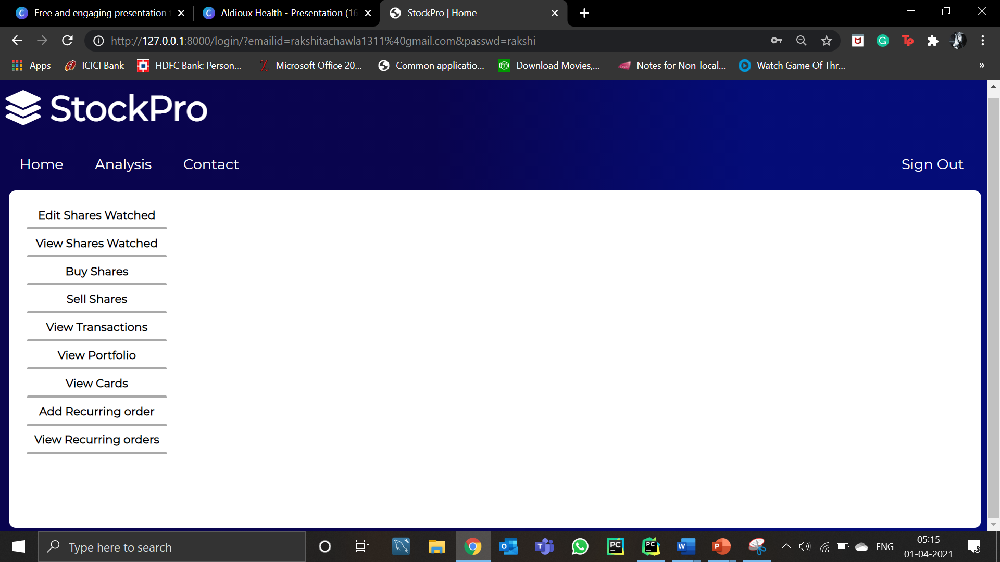 Free and engaging presentation
Aldioux Health - Presentation (16
StockPro | Home
http://127.0.0.1:8000/login/?emailid=rakshitachawla1311%40gmail.com&passwd=rakshi
Apps
ICICI Bank
HDFC Bank: Person...
Microsoft Office 20...
Common applicatio...
Download Movies,...
Notes for Non-local...
Watch Game Of Thr...
»
StockPro
Home
Analysis
Contact
Sign Out
Edit Shares Watched
View Shares Watched
Buy Shares
Sell Shares
View Transactions
View Portfolio
View Cards
Add Recurring order
View Recurring orders
Type here to search
ENG
05:15
01-04-2021